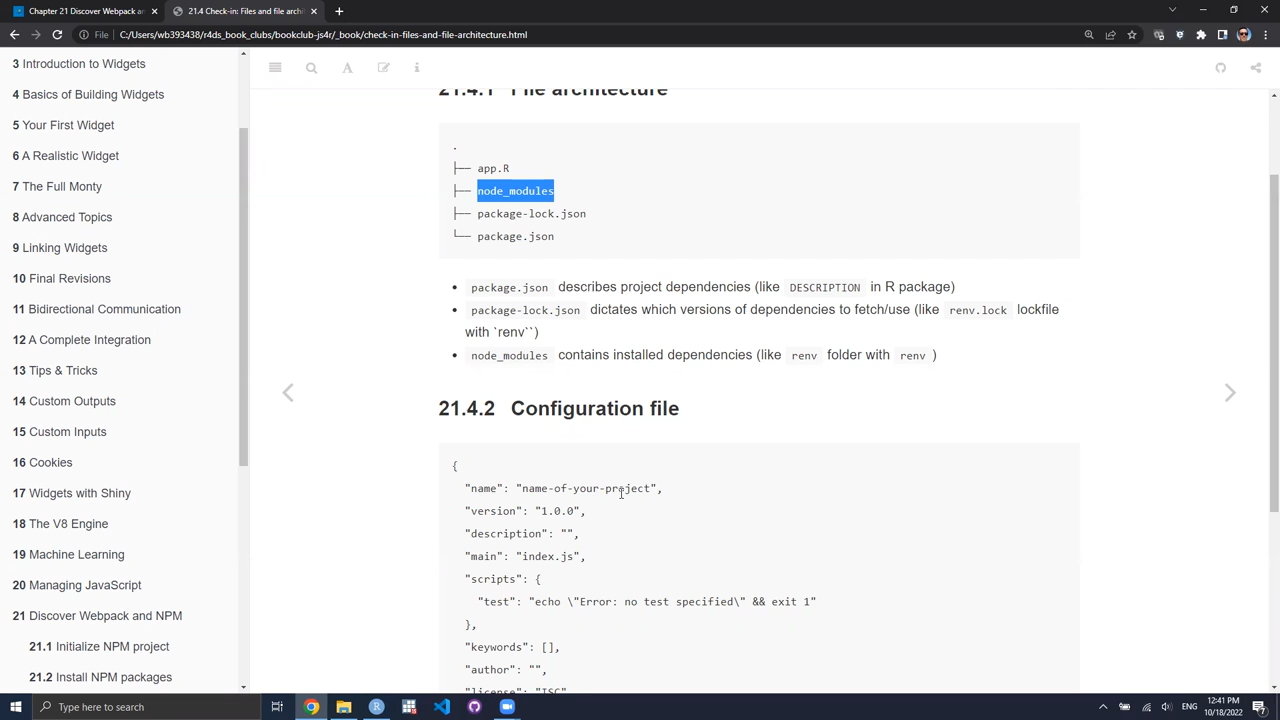 Chapter 21 Discover Webpack an
21.4 Check-in: Files and file archit
File
C:/Users/wb393438/r4ds_book_clubs/bookclub-js4r/_book/check-in-files-and-file-architecture.html
3 Introduction to Widgets
4 Basics of Building Widgets
5 Your First Widget
6 A Realistic Widget
7 The Full Monty
8 Advanced Topics
9 Linking Widgets
10 Final Revisions
11 Bidirectional Communication
12 A Complete Integration
13 Tips & Tricks
14 Custom Outputs
15 Custom Inputs
16 Cookies
17 Widgets with Shiny
18 The V8 Engine
19 Machine Learning
20 Managing JavaScript
21 Discover Webpack and NPM
21.1 Initialize NPM project
21.2 Install NPM packages
21.4.1 File architecture
.
├── app.R
├── node_modules
├── package-lock.json
└── package.json
• package.json describes project dependencies (like DESCRIPTION in R package)
• package-lock.json dictates which versions of dependencies to fetch/use (like renv.lock lockfile
with `renv``)
• node_modules contains installed dependencies (like renv folder with renv )
21.4.2 Configuration file
{
"name": "name-of-your-project",
"version": "1.0.0",
"description": "",
"main": "index.js",
"scripts": {
"test": "echo \"Error: no test specified\" && exit 1"
},
"keywords": [],
"author": "",
"license": "ISC"
Type here to search
ENG
12:41 PM
10/18/2022